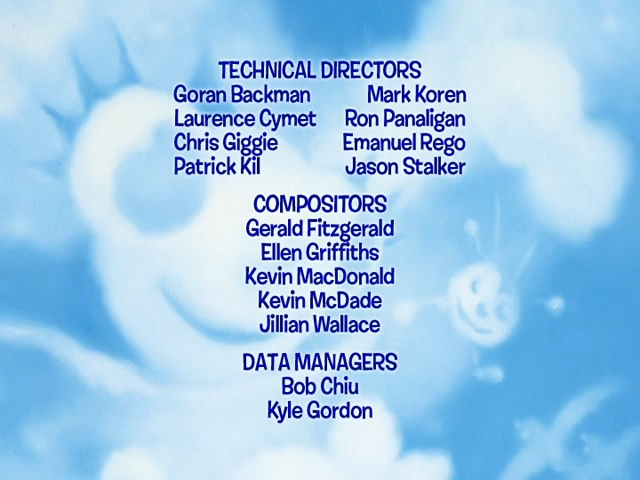 TECHNICAL DIRECTORS
Goran Backman Mark Koren
Laurence Cymet Ron Panaligan
Chris Giggie Emanuel Rego
Patrick Kil Jason Stalker
COMPOSITORS
Gerald Fitzgerald
Ellen Griffiths
Kevin MacDonald
Kevin McDade
Jillian Wallace
DATA MANAGERS
Bob Chiu
Kyle Gordon